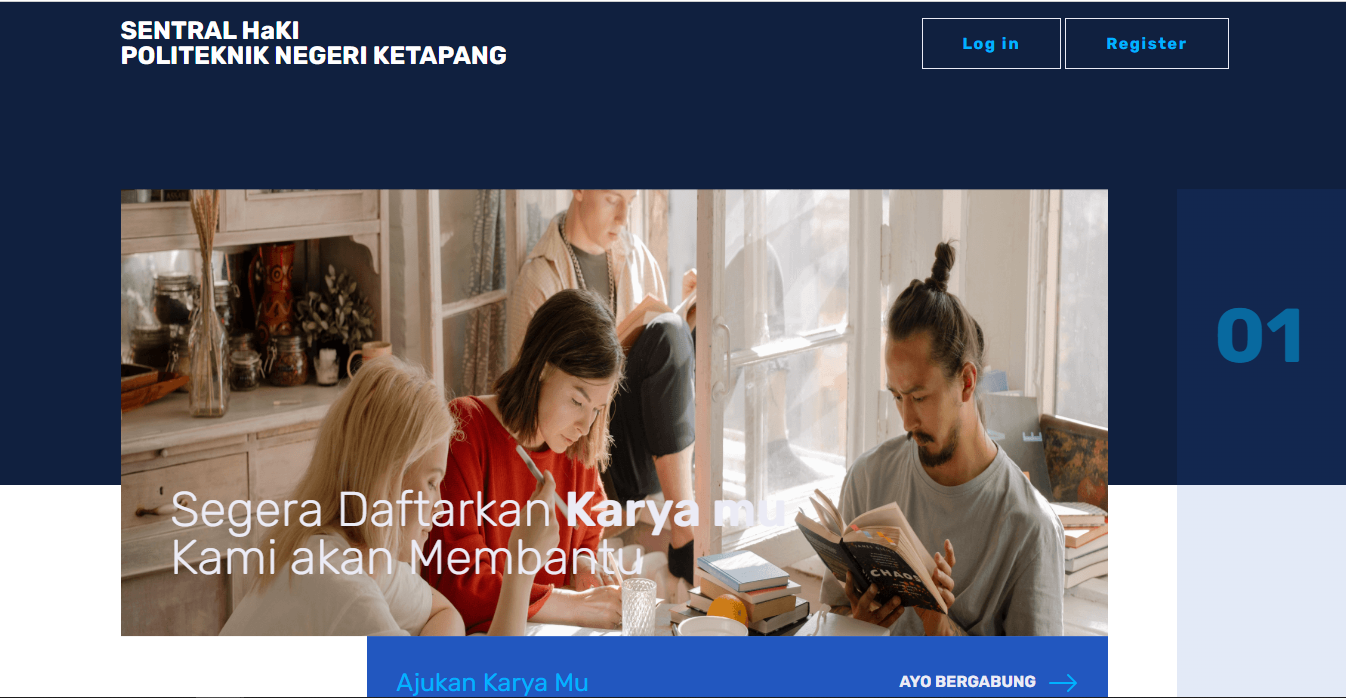 SENTRAL HaKI
POLITEKNIK NEGERI KETAPANG
Log in
Register
01
Segera Daftarkan Karya mu
Kami akan Membantu
CHAOS
Ajukan Karya Mu
AYO BERGABUNG